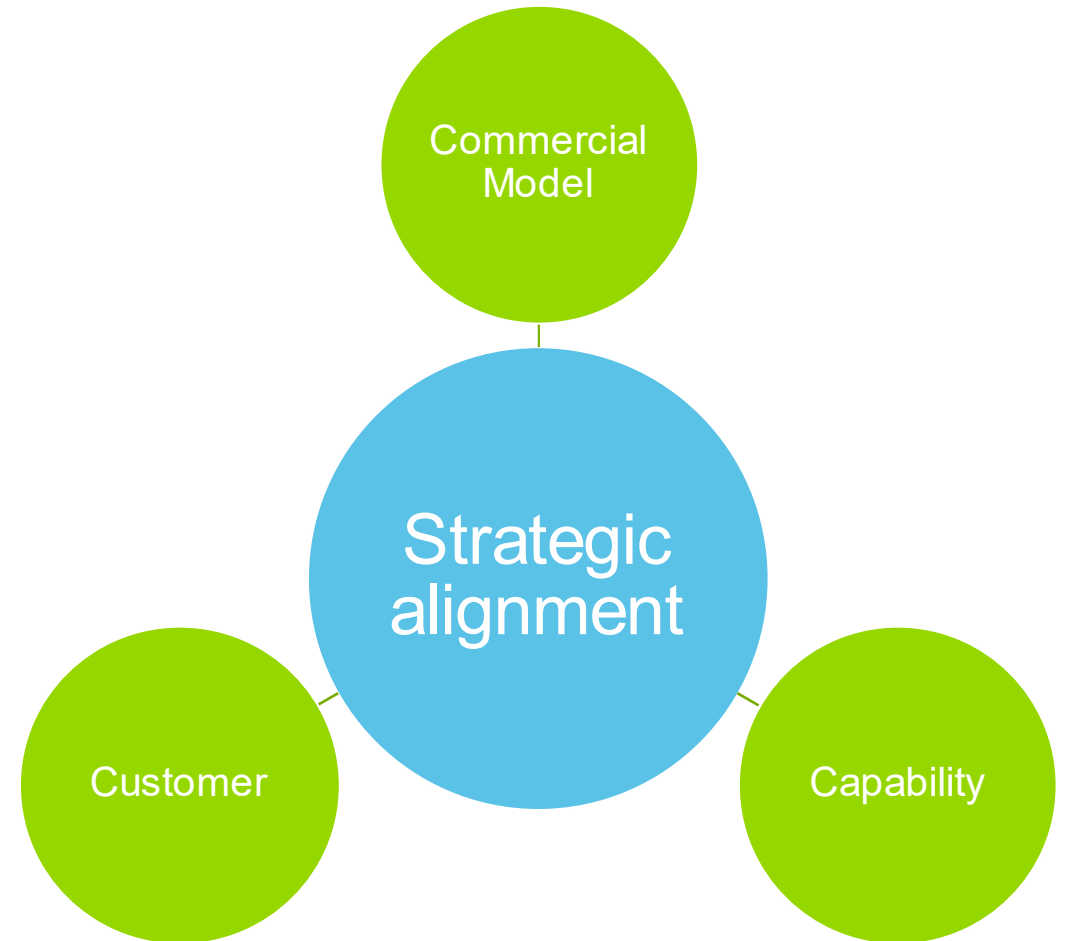 Commercial
Model
Strategic
alignment
Customer
Capability